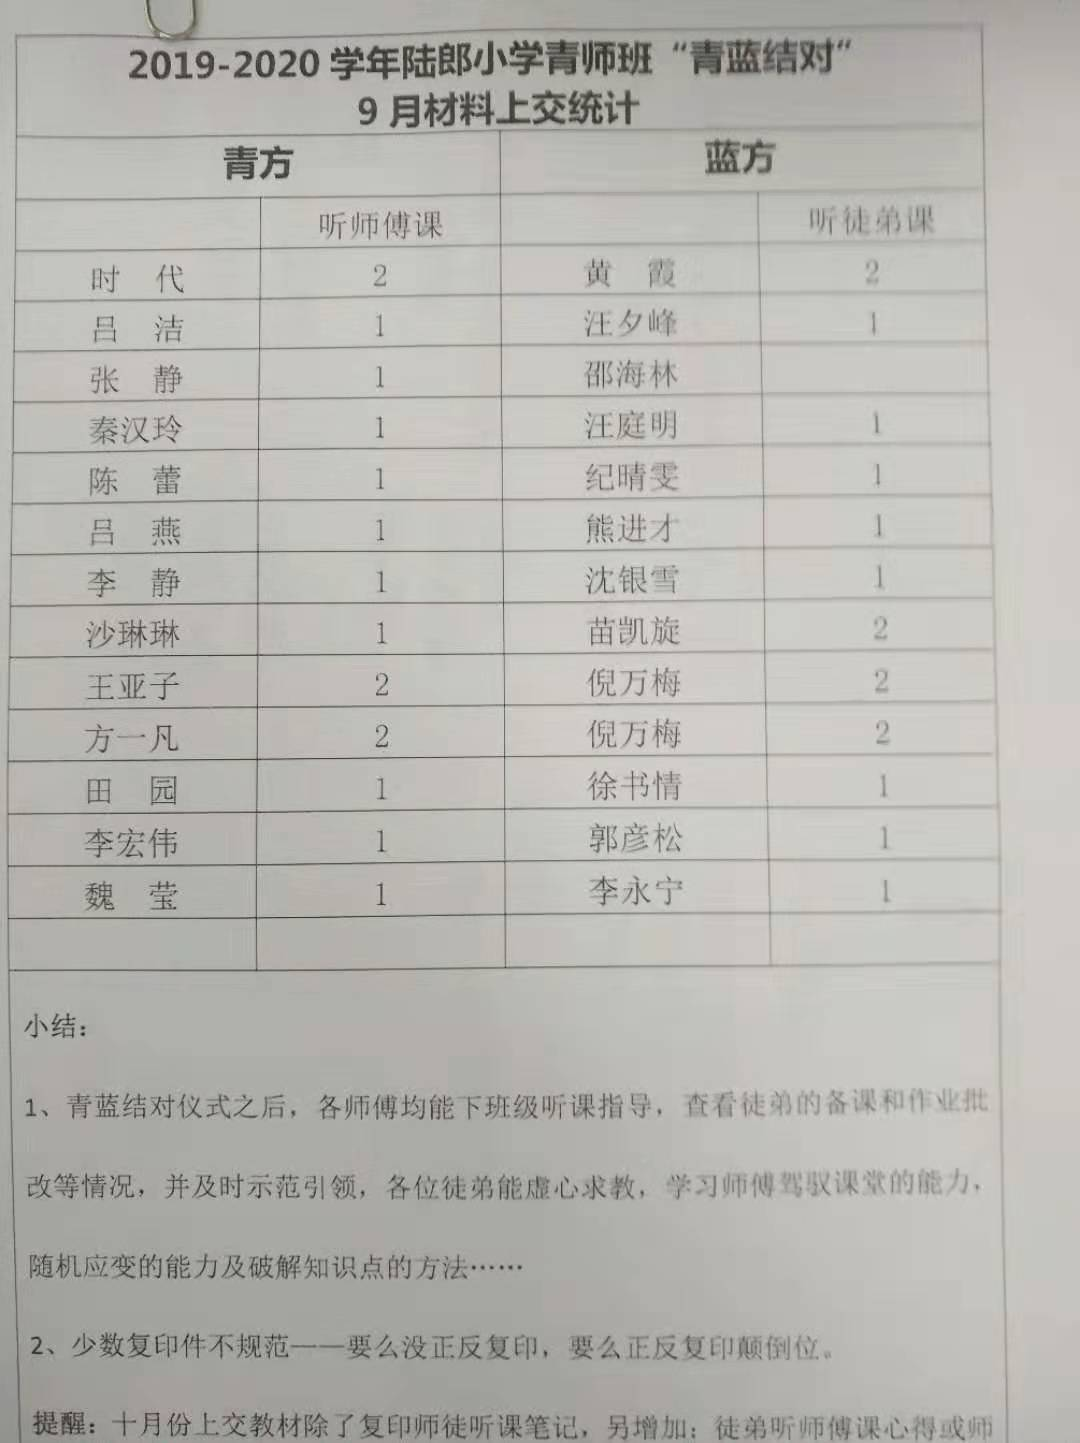 2019-2020 学年陆郎小学青师班 “青蓝结对”
9 月材料上交统计
青方 蓝方
听师傅课 听徒弟课
时 代 2 黄 霞 2
吕 洁 1 汪夕峰 1
张 静 1 邵海林
秦汉玲 1 汪庭明 1
陈 蕾 1 纪晴雯 1
吕 燕 1 熊进才 1
李 静 1 沈银雪 1
沙琳琳 1 苗凯旋 2
王亚子 2 倪万梅 2
方一凡 2 倪万梅 2
田 园 1 徐书情 1
李宏伟 1 郭彦松 1
魏 莹 1 李永宁 1
小结：
1、青蓝结对仪式之后，各师傅均能下班级听课指导，查看徒弟的备课和作业批
改等情况，并及时示范引领，各位徒弟能虚心求教，学习师傅驾驭课堂的能力，
随机应变的能力及破解知识点的方法……
2、少数复印件不规范——要么没正反复印，要么正反复印颠倒位。
提醒：十月份上交教材除了复印师徒听课笔记，另增加：徒弟听师傅课心得或师